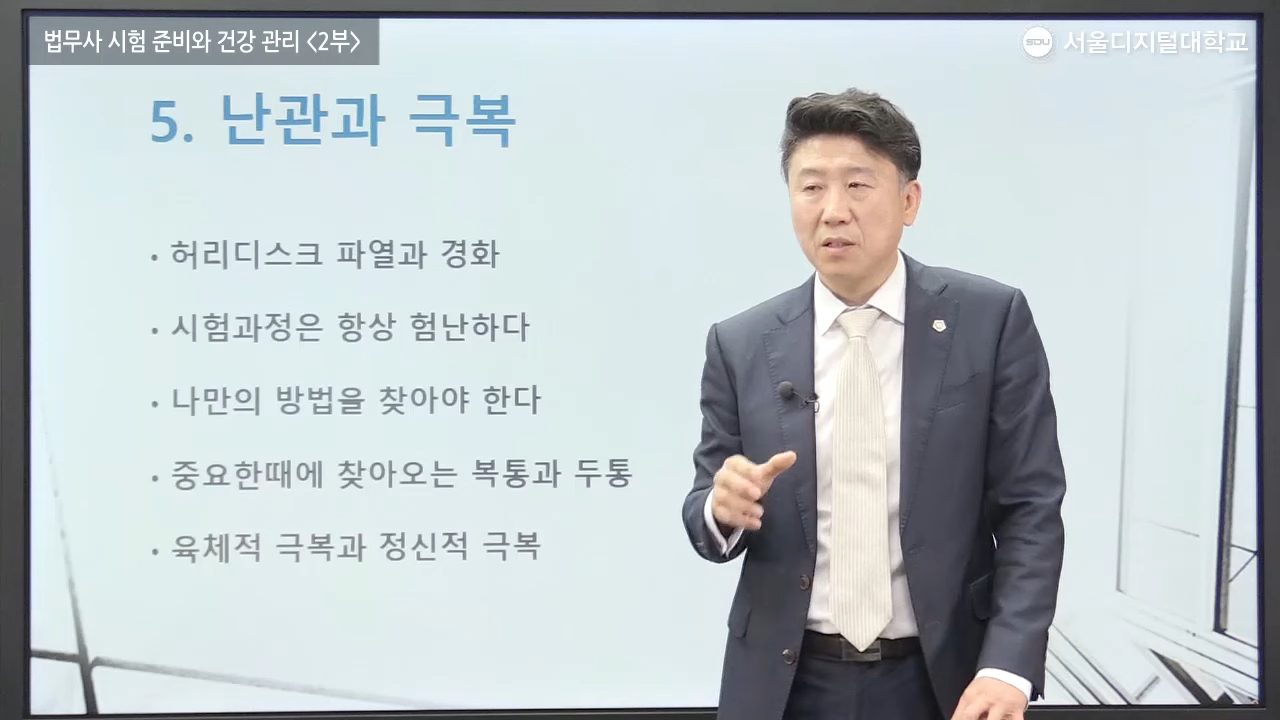 법무사 시험 준비와 건강 관리 <2부>
SDU 서울디지털대학교
5. 난관과 극복
• 허리디스크 파열과 경화
• 시험과정은 항상 험난하다
• 나만의 방법을 찾아야 한다
• 중요한때에 찾아오는 복통과 두통
• 육체적 극복과 정신적 극복